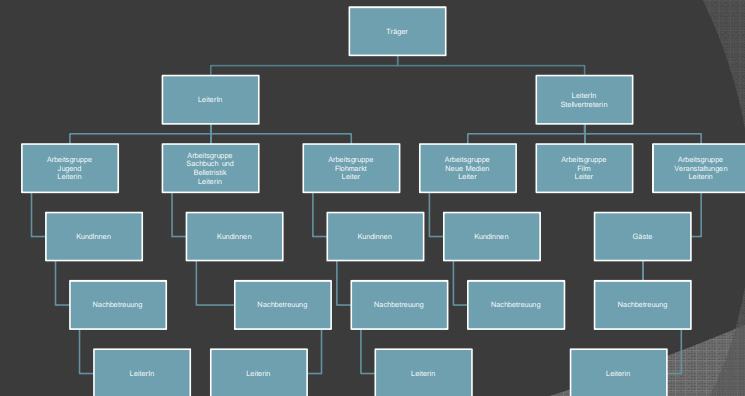 Träger
LeiterIn
LeiterIn
Stellvertreterin
Arbeitsgruppe
Jugend
Leiterin
Arbeitsgruppe
Sachbuch und
Belletristik
Leiterin
Arbeitsgruppe
Flohmarkt
Leiter
Arbeitsgruppe
Neue Medien
Leiter
Arbeitsgruppe
Film
Leiter
Arbeitsgruppe
Veranstaltungen
Leiterin
KundInnen
Kundinnen
Kundinnen
Kundinnen
Gäste
Nachbetreuung
Nachbetreuung
Nachbetreuung
Nachbetreuung
Nachbetreuung
LeiterIn
Leiterin
Leiterin
Leiterin